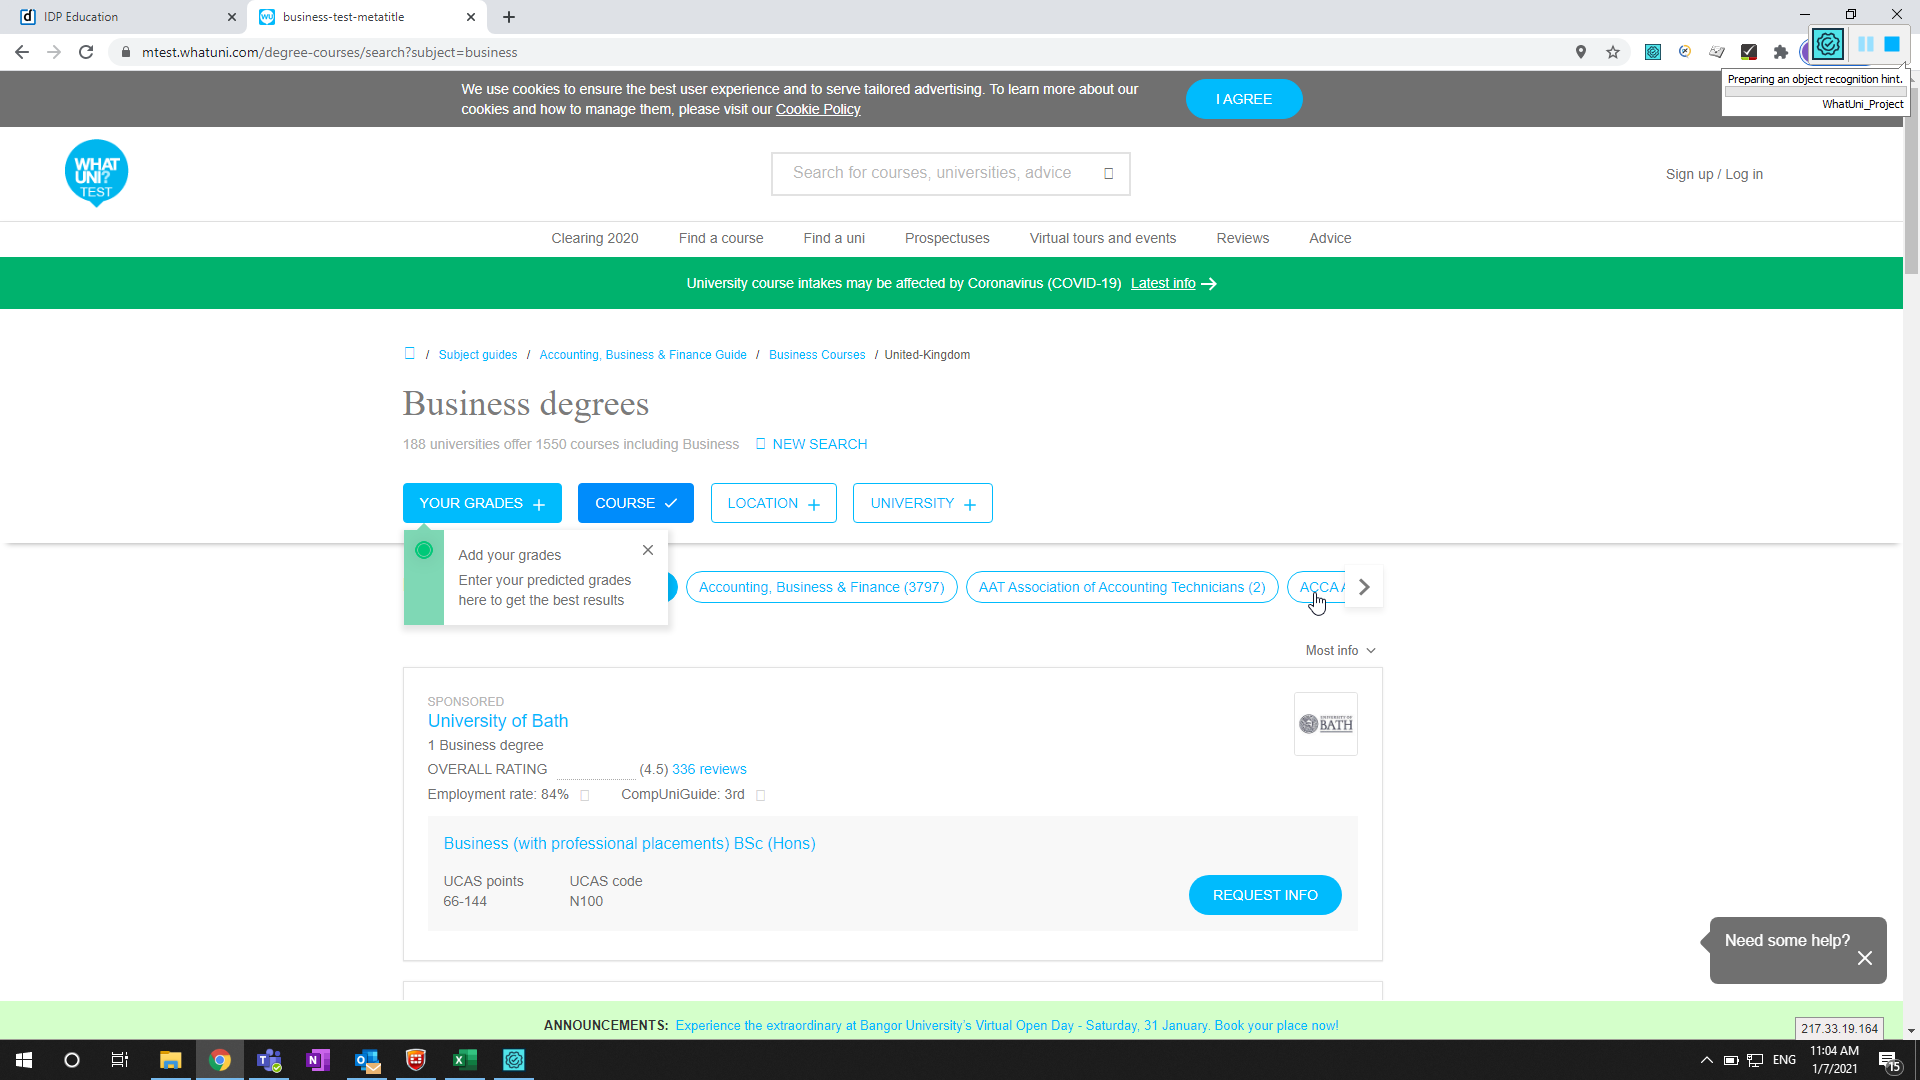 IDP Education
business-test-metatitle
mtest.whatuni.com/degree-courses/search?subject=business
Preparing an object recognition hint.
WhatUni_Project
We use cookies to ensure the best user experience and to serve tailored advertising. To learn more about our
cookies and how to manage them, please visit our Cookie Policy
I AGREE
WHAT
UNI?
TEST
Search for courses, universities, advice
Sign up / Log in
Clearing 2020 Find a course Find a uni Prospectuses Virtual tours and events Reviews Advice
University course intakes may be affected by Coronavirus (COVID-19) Latest info
/ Subject guides / Accounting, Business & Finance Guide / Business Courses / United-Kingdom
Business degrees
188 universities offer 1550 courses including Business NEW SEARCH
YOUR GRADES COURSE LOCATION UNIVERSITY
Add your grades
Enter your predicted grades
here to get the best results
Accounting, Business & Finance (3797) AAT Association of Accounting Technicians (2) ACCA
Most info
SPONSORED
University of Bath
UNIVERSITY OF
BATH
1 Business degree
OVERALL RATING (4.5) 336 reviews
Employment rate: 84% CompUniGuide: 3rd
Business (with professional placements) BSc (Hons)
UCAS points UCAS code
66-144 N100
REQUEST INFO
Need some help?
ANNOUNCEMENTS: Experience the extraordinary at Bangor University's Virtual Open Day - Saturday, 31 January. Book your place now!
217.33.19.164
ENG
11:04 AM
1/7/2021
15